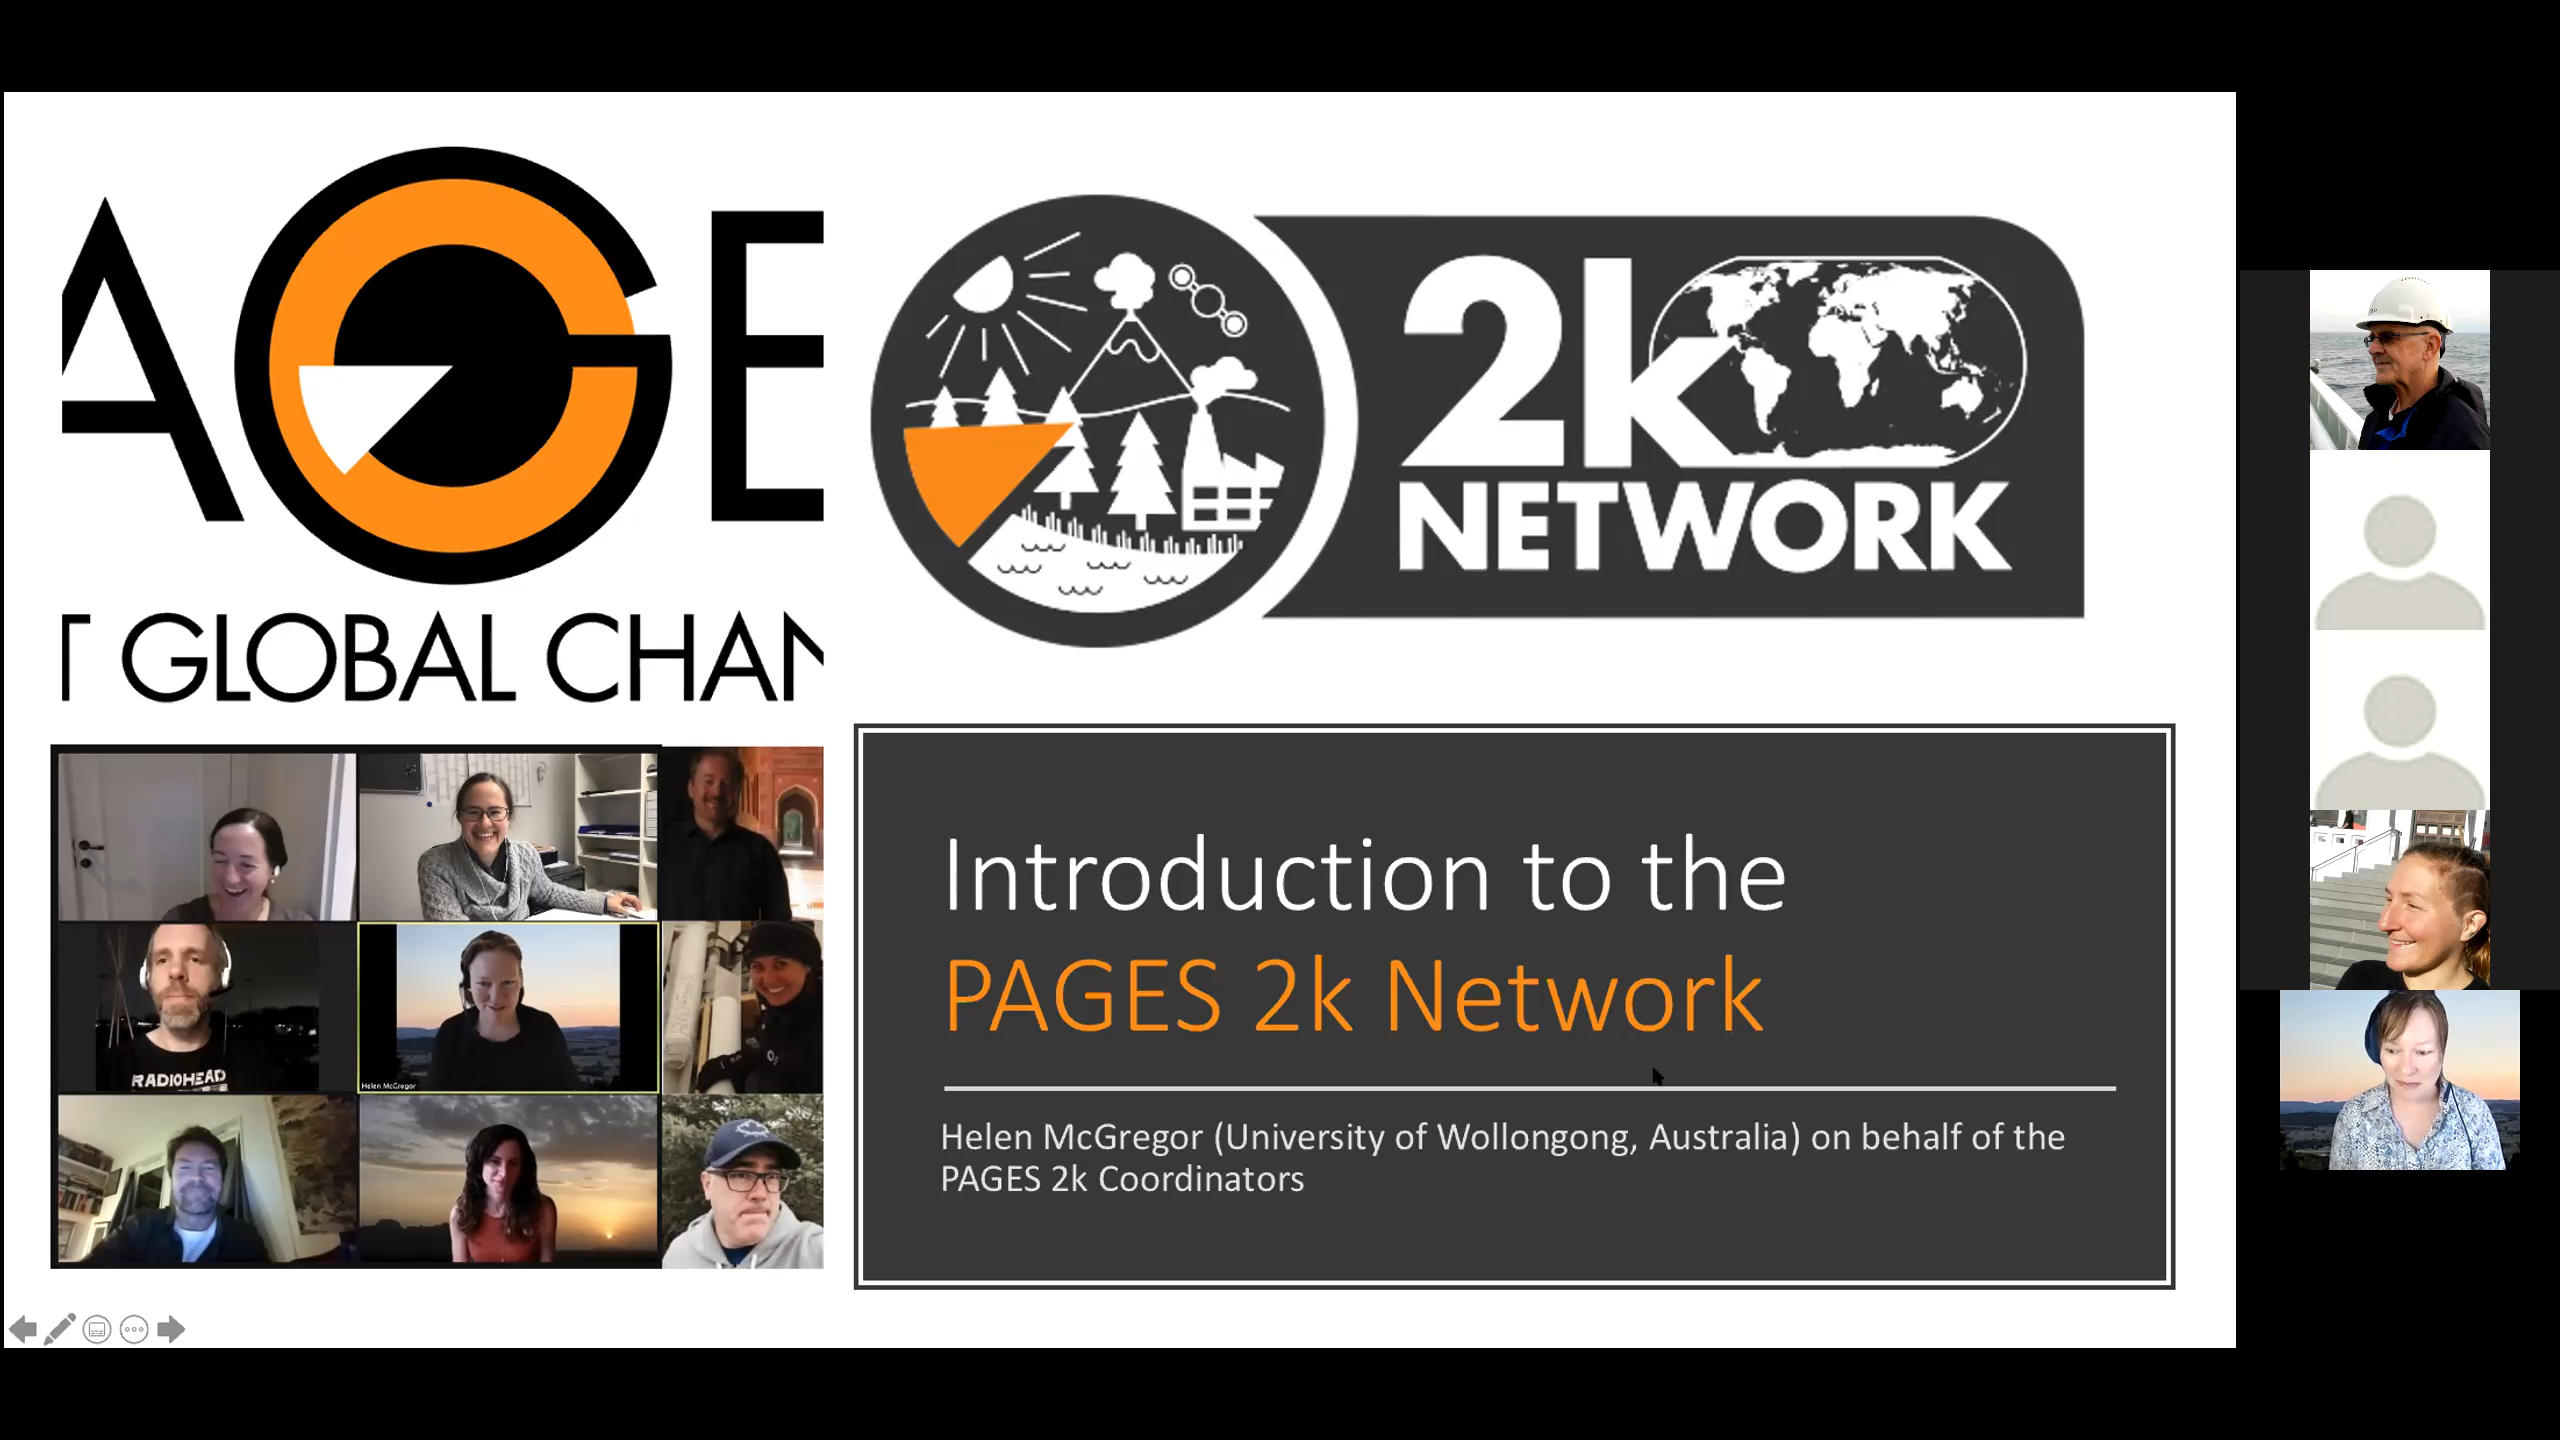 AGE
T GLOBAL CHAN
2k
NETWORK
RADIOHEAD
Helen McGregor
Introduction to the
PAGES 2k Network
Helen McGregor (University of Wollongong, Australia) on behalf of the
PAGES 2k Coordinators